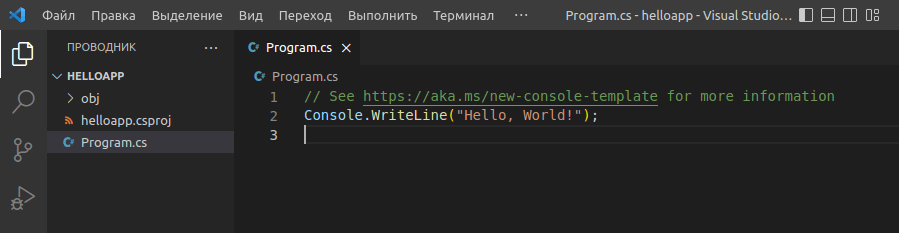 Файл Правка Выделение Вид Переход Выполнить Терминал ··· Program.cs - helloapp - Visual Studio...
ПРОВОДНИК ···
HELLOAPP
obj
helloapp.csproj
Program.cs
Program.cs
Program.cs
1 // See https://aka.ms/new-console-template for more information
2 Console.WriteLine("Hello, World!");
3